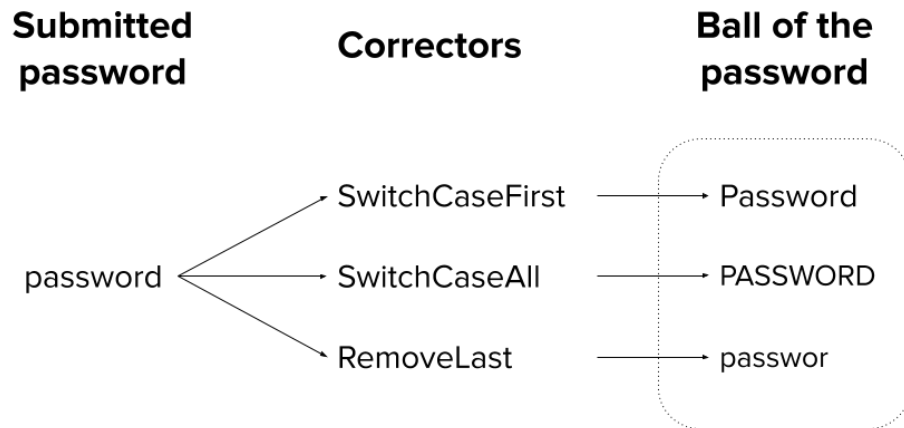 Submitted
password
Correctors
Ball of the
password
SwitchCaseFirst
Password
password
SwitchCaseAll
PASSWORD
RemoveLast
passwor